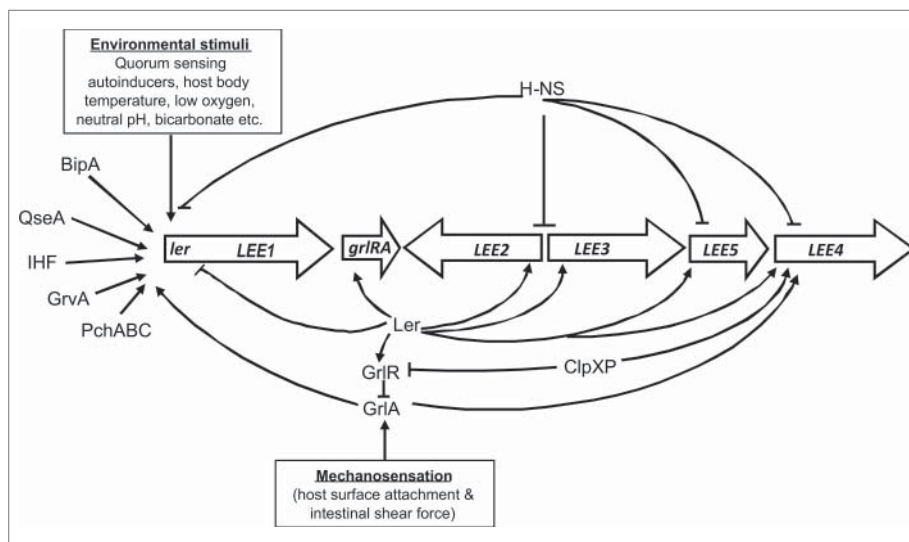 Environmental stimuli
Quorum sensing
autoinducers, host body
temperature, low oxygen,
neutral pH, bicarbonate etc.
H-NS
BipA
QseA
IHF
GrvA
PchABC
ler LEE1
grlRA
LEE2
LEE3
LEE5
LEE4
Ler
GrlR
ClpXP
GrlA
Mechanosensation
(host surface attachment &
intestinal shear force)